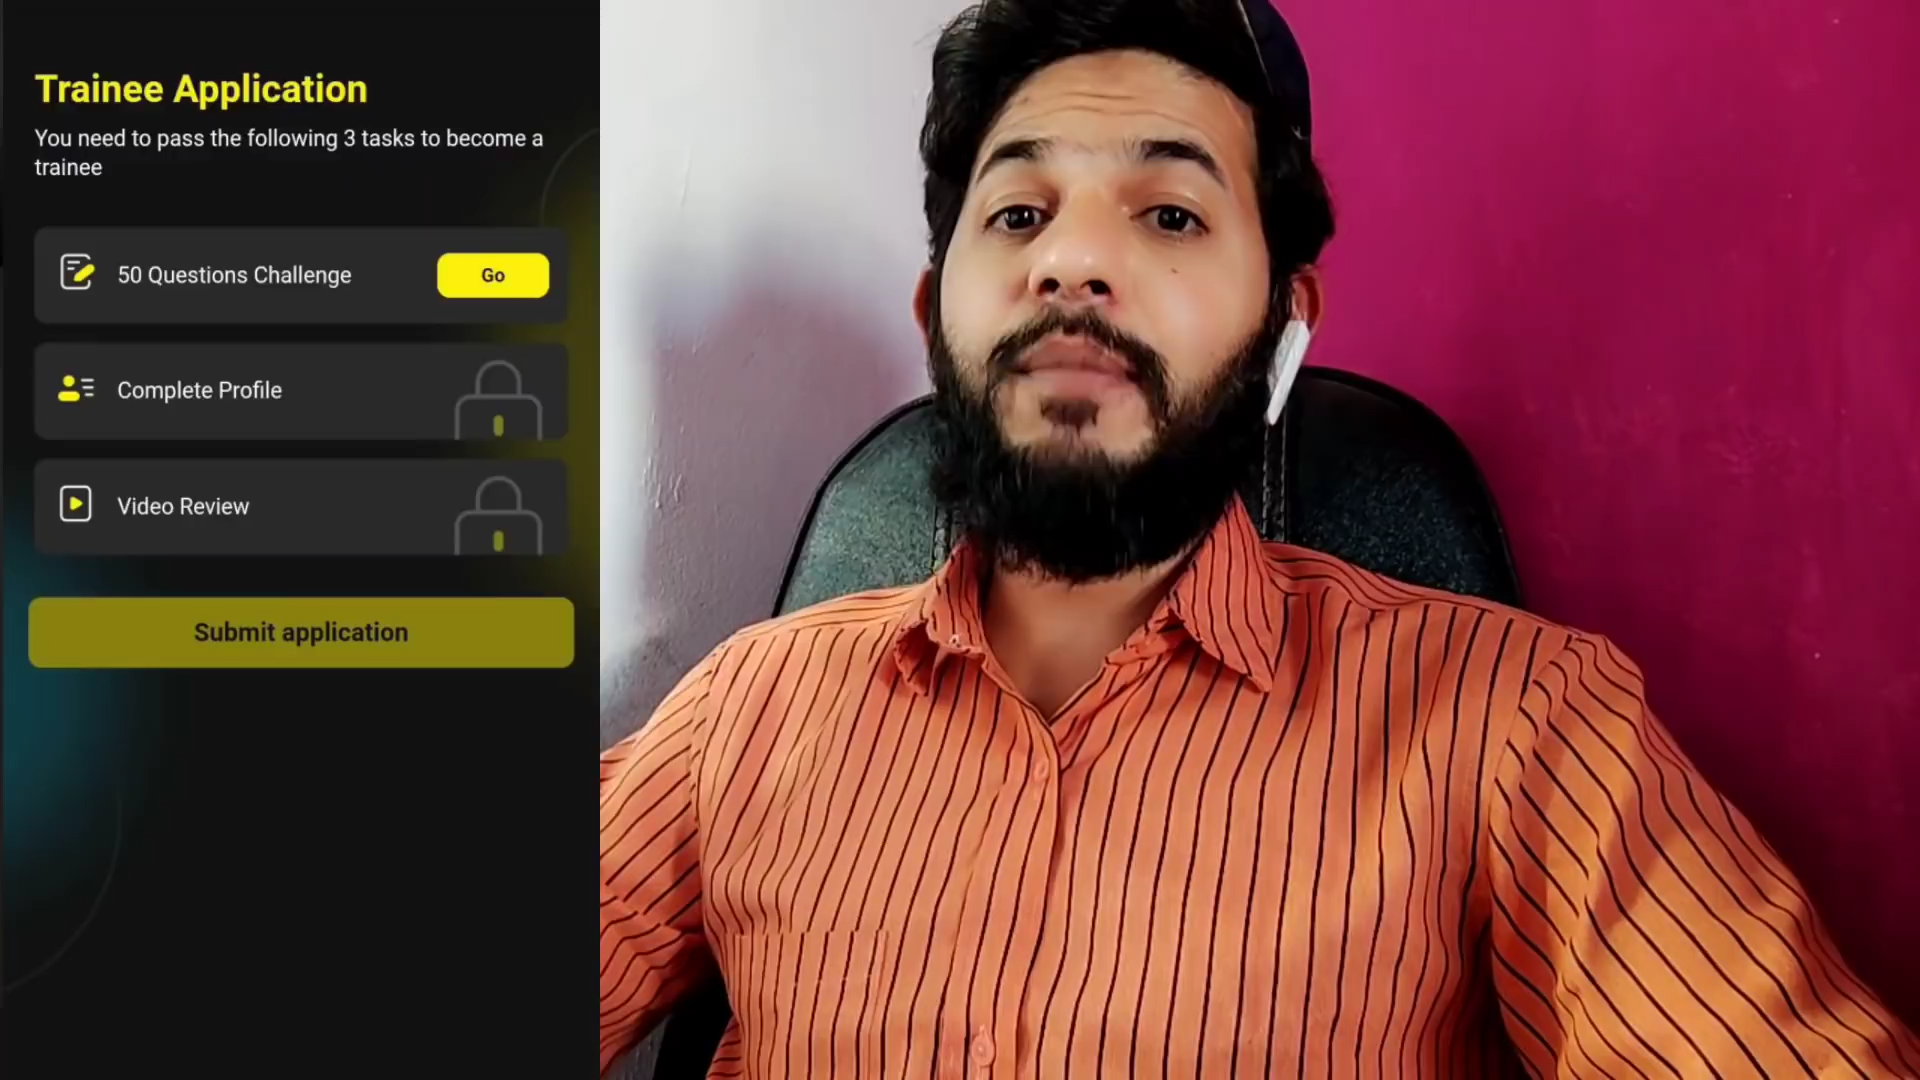 Trainee Application
You need to pass the following 3 tasks to become a
trainee
50 Questions Challenge
Go
Complete Profile
Video Review
Submit application